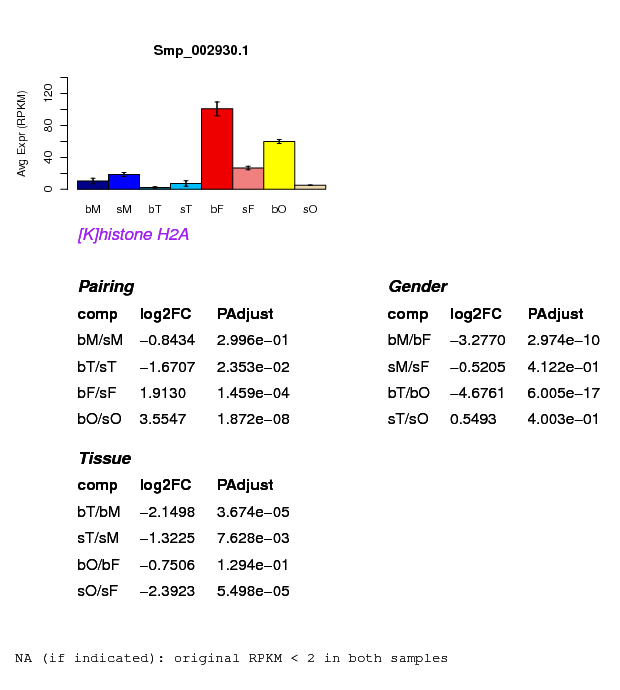 Smp_002930.1
Avg Expr (RPKM)
0 40 80 120
bM sM bT sT bF sF bO sO
[K]histone H2A
Pairing
comp log2FC PAdjust
bM/sM −0.8434 2.996e−01
bT/sT −1.6707 2.353e−02
bF/sF 1.9130 1.459e−04
bO/sO 3.5547 1.872e−08
Gender
comp log2FC PAdjust
bM/bF −3.2770 2.974e−10
sM/sF −0.5205 4.122e−01
bT/bO −4.6761 6.005e−17
sT/sO 0.5493 4.003e−01
Tissue
comp log2FC PAdjust
bT/bM −2.1498 3.674e−05
sT/sM −1.3225 7.628e−03
bO/bF −0.7506 1.294e−01
sO/sF −2.3923 5.498e−05
NA (if indicated): original RPKM < 2 in both samples